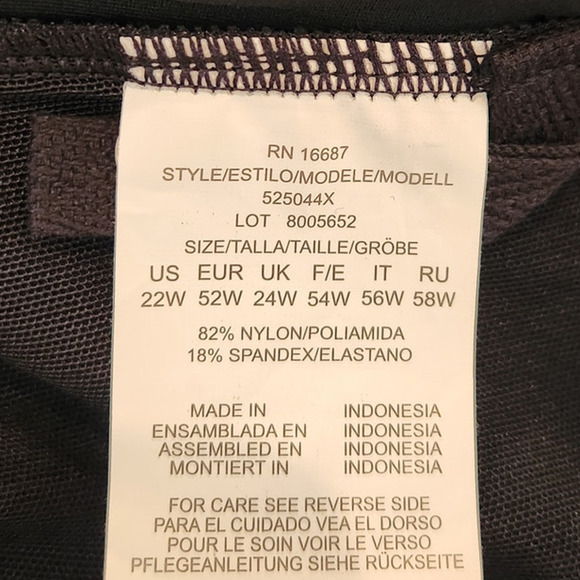 RN 16687
STYLE/ESTILO/MODELE/MODELL
525044X
LOT 8005652
SIZE/TALLA/TAILLE/GRÖBE
US EUR UK F/E IT RU
22W 52W 24W 54W 56W 58W
82% NYLON/POLIAMIDA
18% SPANDEX/ELASTANO
MADE IN INDONESIA
ENSAMBLADA EN INDONESIA
ASSEMBLED EN INDONESIA
MONTIERT IN INDONESIA
FOR CARE SEE REVERSE SIDE
PARA EL CUIDADO VEA EL DORSO
POUR LE SOIN VOIR LE VERSO
PFLEGEANLEITUNG SIEHE RÜCKSEITE